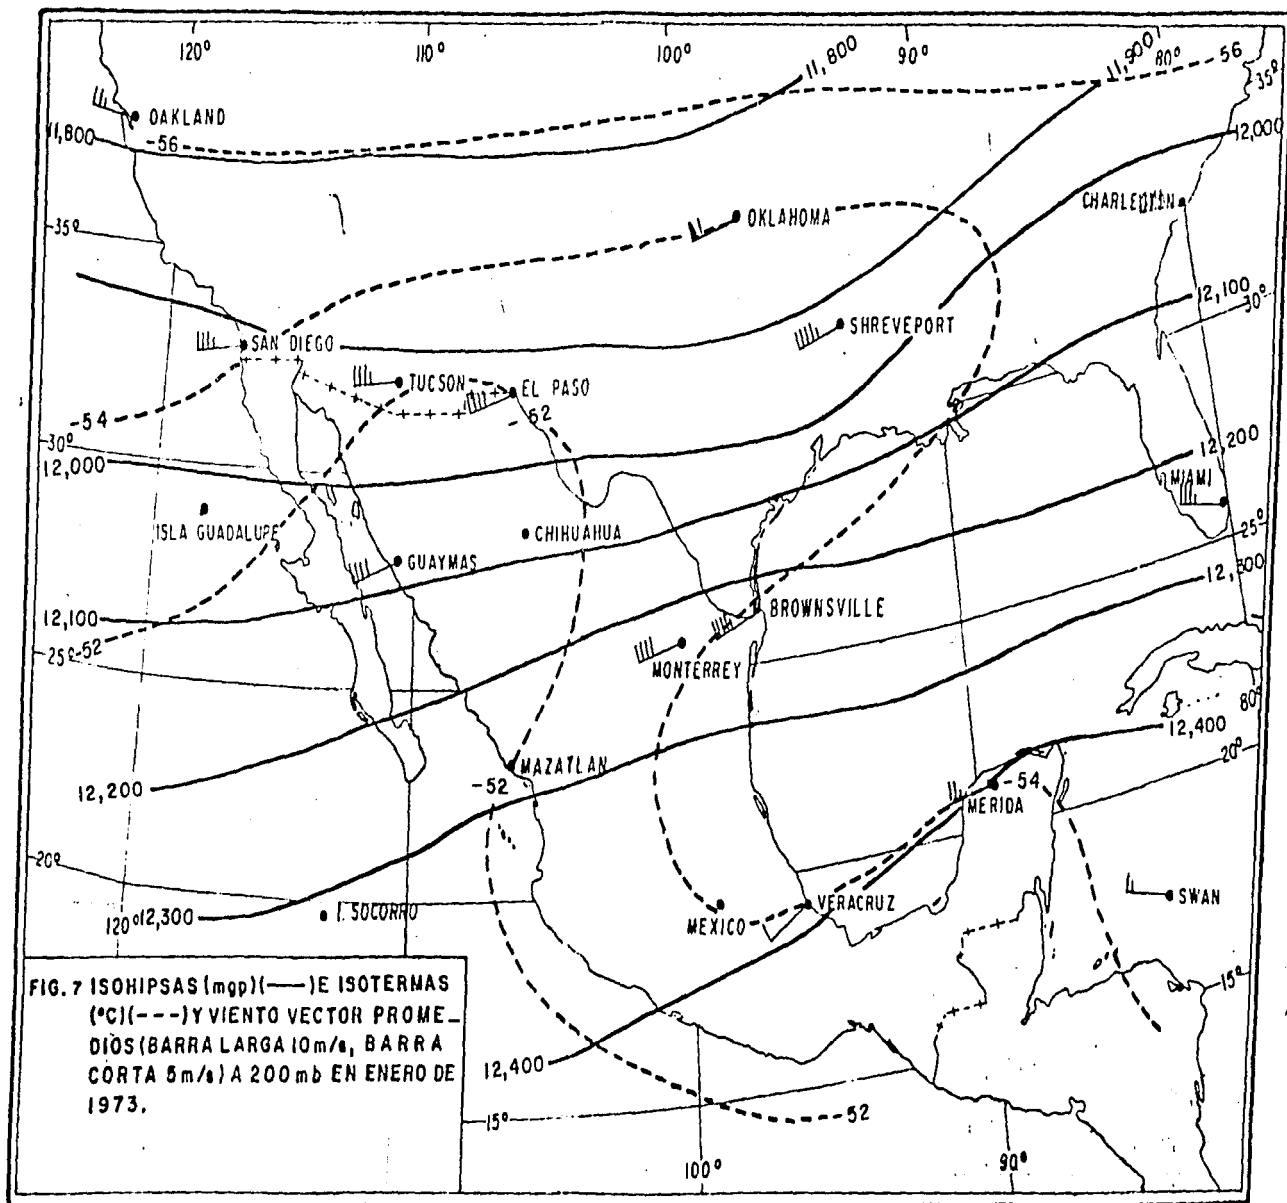 120° 110° 100° 11,800 90° 11,900 80° -56
-35°
OAKLAND
11,800 -56
12,000
35°
OKLAHOMA
12,100
30°
SAN DIEGO
SHREVEPORT
TUCSON
EL PASO
-52
-54
30°
12,000
12,200
MIAMI
ISLA GUADALUPE
CHIHUAHUA
25°
GUAYMAS
12,100
BROWNSVILLE
25° -52
MONTERREY
80°
12,400
20°
MAZATLAN
-52
12,200
-54
MERIDA
20°
SWAN
120° 12,300
I. SOCORRO
MEXICO
VERACRUZ
15°
FIG. 7 ISOHIPSAS (mgp) (——) E ISOTERMAS
(°C) (---) Y VIENTO VECTOR PROME_
DIOS (BARRA LARGA 10 m/s, BARRA
CORTA 5 m/s) A 200 mb EN ENERO DE
1973.
12,400
52
15°
100° 90°